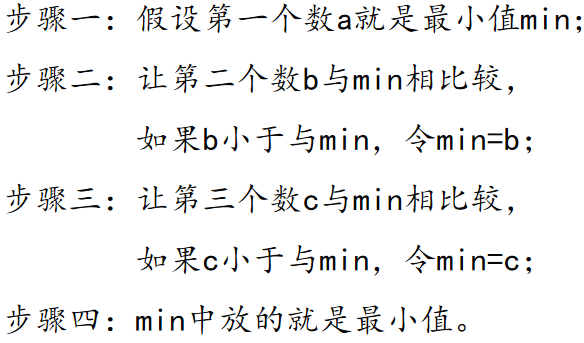 步骤一：假设第一个数a就是最小值min；
步骤二：让第二个数b与min相比较，
如果b小于与min，令min=b；
步骤三：让第三个数c与min相比较，
如果c小于与min，令min=c；
步骤四：min中放的就是最小值。